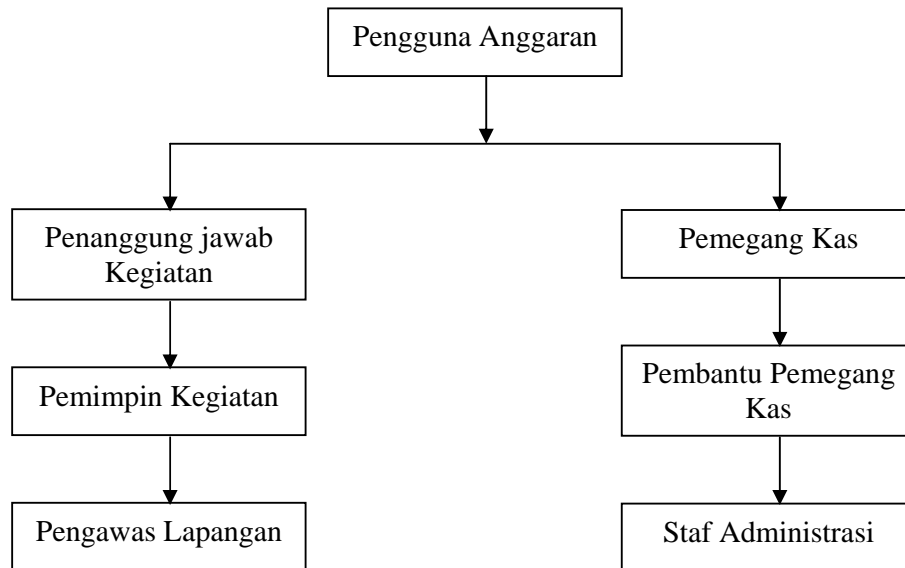 Pengguna Anggaran
Penanggung jawab
Kegiatan
Pemegang Kas
Pemimpin Kegiatan
Pembantu Pemegang
Kas
Pengawas Lapangan
Staf Administrasi